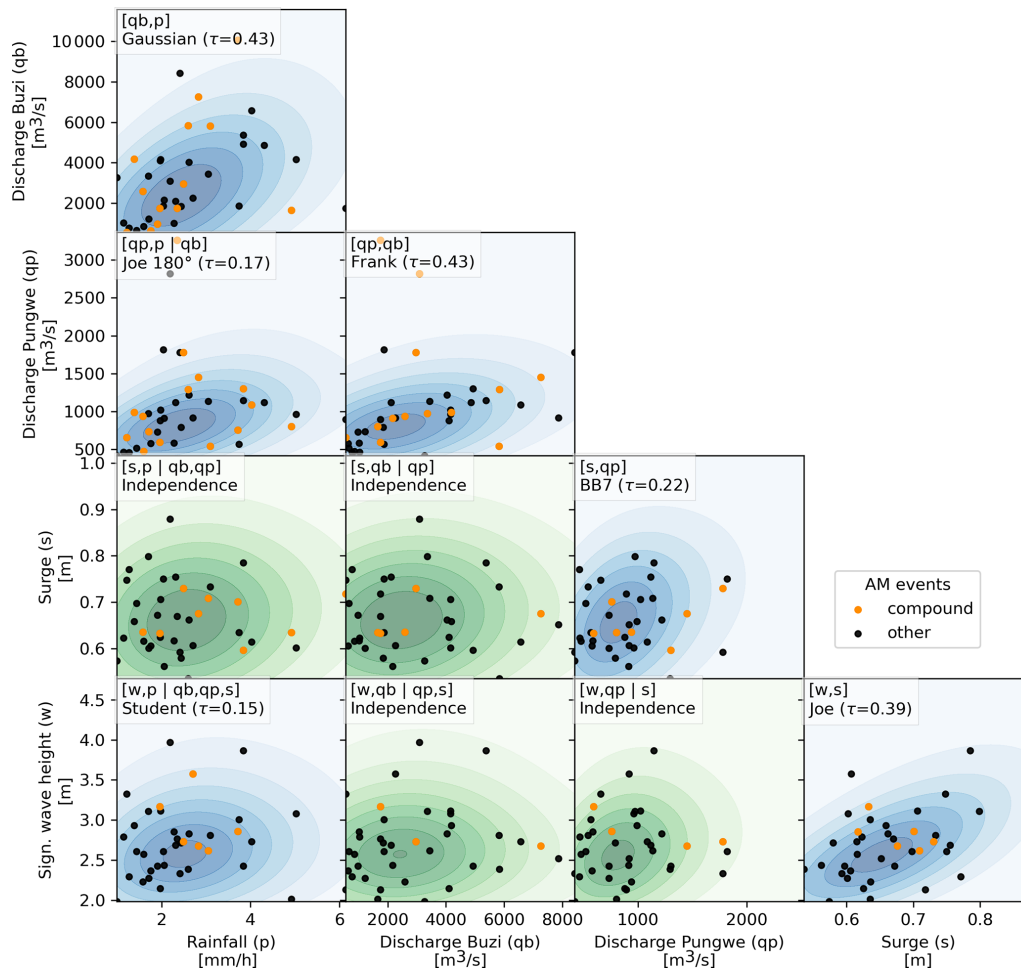 [qb,p]
Gaussian (τ=0.43)
Discharge Buzi (qb)
[m3/s]
10000
8000
6000
4000
2000
[qp,p | qb]
Joe 180° (τ=0.17)
[qp,qb]
Frank (τ=0.43)
Discharge Pungwe (qp)
[m3/s]
3000
2500
2000
1500
1000
500
[s,p | qb,qp]
Independence
[s,qb | qp]
Independence
[s,qp]
BB7 (τ=0.22)
Surge (s)
[m]
1.0
0.9
0.8
0.7
0.6
AM events
compound
other
[w,p | qb,qp,s]
Student (τ=0.15)
[w,qb | qp,s]
Independence
[w,qp | s]
Independence
[w,s]
Joe (τ=0.39)
Sign. wave height (w)
[m]
4.5
4.0
3.5
3.0
2.5
2.0
2 4 6
2000 4000 6000 8000
1000 2000
0.6 0.7 0.8
Rainfall (p)
[mm/h]
Discharge Buzi (qb)
[m3/s]
Discharge Pungwe (qp)
[m3/s]
Surge (s)
[m]